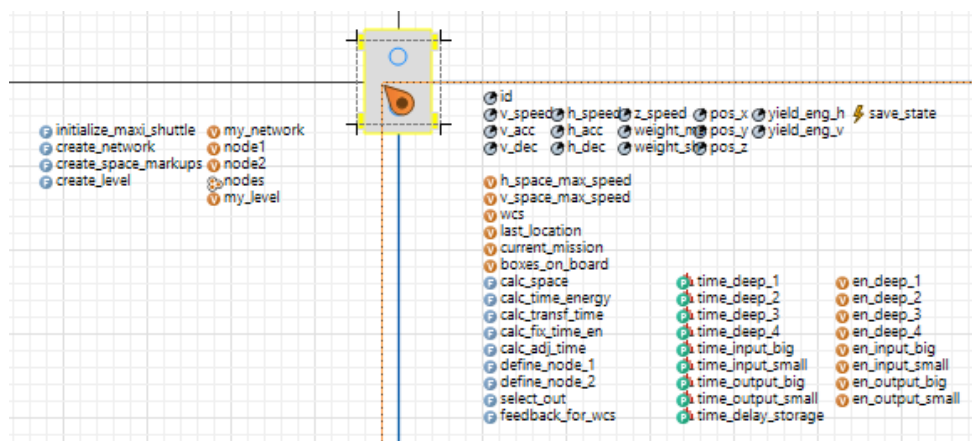 id
v_speed h_speed z_speed pos_x yield_eng_h save_state
initialize_maxi_shuttle my_network v_acc h_acc pos_y yield_eng_v
create_network node1 v_dec h_dec pos_z
create_space_markups node2
create_level nodes h_space_max_speed
my_level v_space_max_speed
wcs
last_location
current_mission
boxes_on_board
calc_space time_deep_1 en_deep_1
calc_time_energy time_deep_2 en_deep_2
calc_transf_time time_deep_3 en_deep_3
calc_fix_time_en time_deep_4 en_deep_4
calc_adj_time time_input_big en_input_big
define_node_1 time_input_small en_input_small
define_node_2 time_output_big en_output_big
select_out time_output_small en_output_small
feedback_for_wcs time_delay_storage